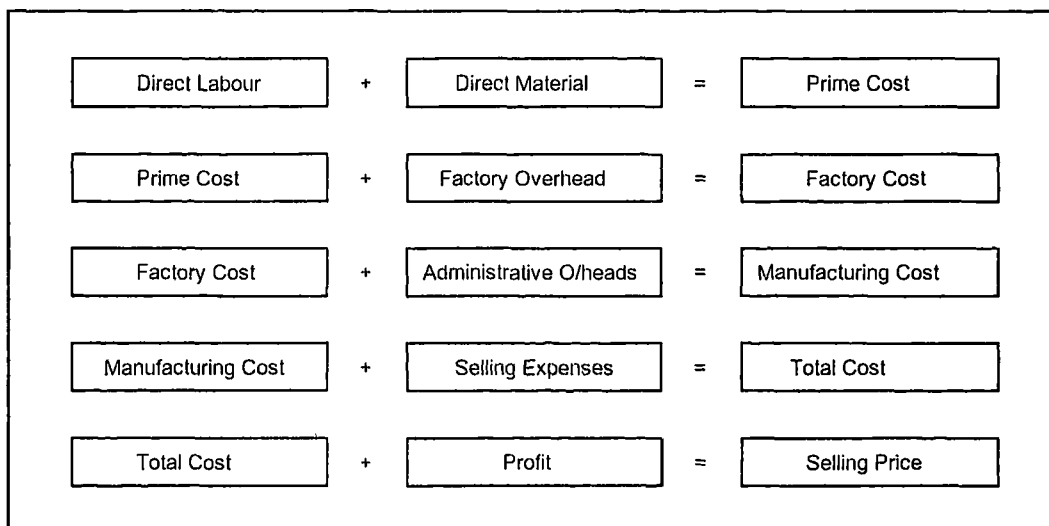 Direct Labour + Direct Material = Prime Cost
Prime Cost + Factory Overhead = Factory Cost
Factory Cost + Administrative O/heads = Manufacturing Cost
Manufacturing Cost + Selling Expenses = Total Cost
Total Cost + Profit = Selling Price